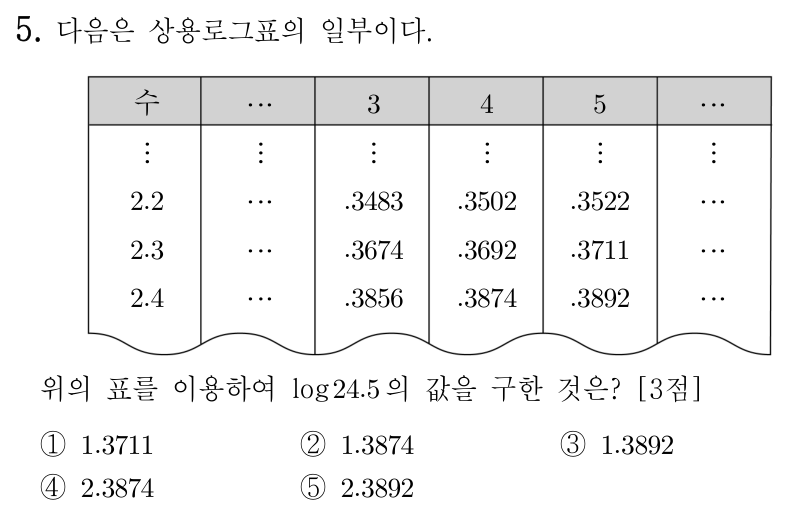 5. 다음은 상용로그표의 일부이다.
수 … 3 4 5 …
⋮ ⋮ ⋮ ⋮ ⋮ ⋮
2.2 … .3483 .3502 .3522 …
2.3 … .3674 .3692 .3711 …
2.4 … .3856 .3874 .3892 …
위의 표를 이용하여 log24.5의 값을 구한 것은? [3점]
① 1.3711 ② 1.3874 ③ 1.3892
④ 2.3874 ⑤ 2.3892